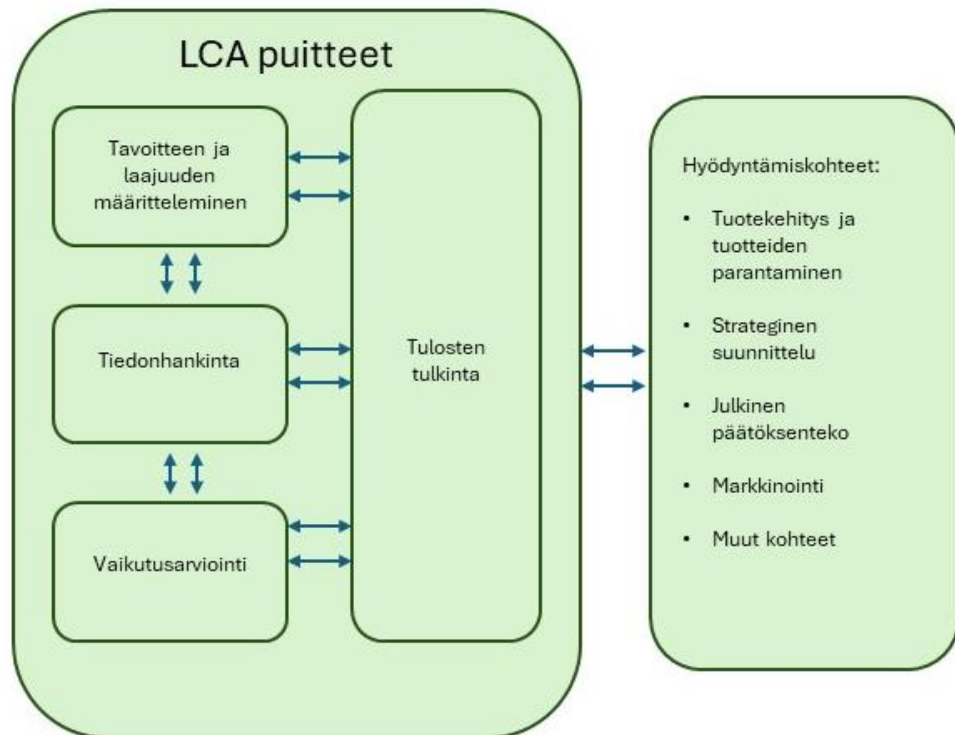 LCA puitteet
Tavoitteen ja
laajuuden
määritteleminen
Tiedonhankinta
Vaikutusarviointi
Tulosten
tulkinta
Hyödyntämiskohteet:
• Tuotekehitys ja
tuotteiden
parantaminen
• Strateginen
suunnittelu
• Julkinen
päätöksenteko
• Markkinointi
• Muut kohteet